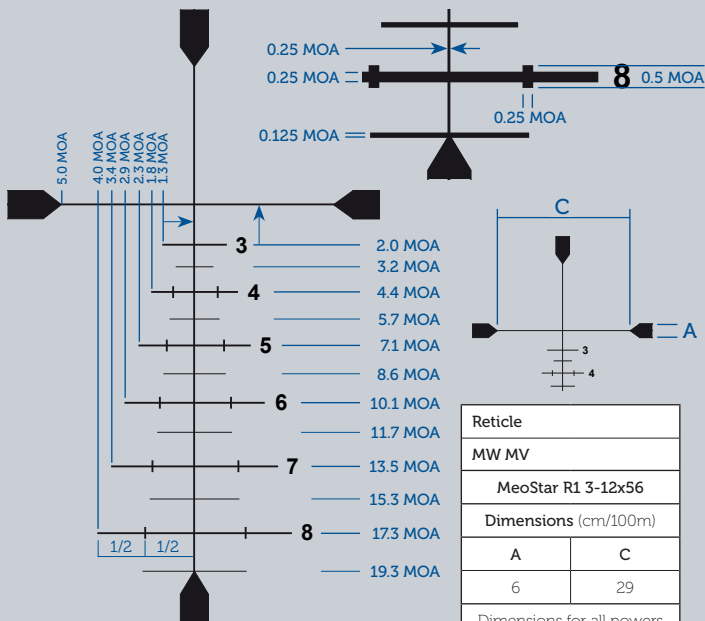 0.25 MOA
0.25 MOA
8
0.5 MOA
0.25 MOA
0.125 MOA
5.0 MOA
4.0 MOA
3.4 MOA
2.9 MOA
2.3 MOA
1.8 MOA
1.3 MOA
3
2.0 MOA
3.2 MOA
4
4.4 MOA
5.7 MOA
5
7.1 MOA
8.6 MOA
6
10.1 MOA
11.7 MOA
7
13.5 MOA
15.3 MOA
8
17.3 MOA
1/2 1/2
19.3 MOA
C
A
3
4
Reticle
MW MV
MeoStar R1 3-12x56
Dimensions (cm/100m)
A C
6 29
Dimensions for all powers